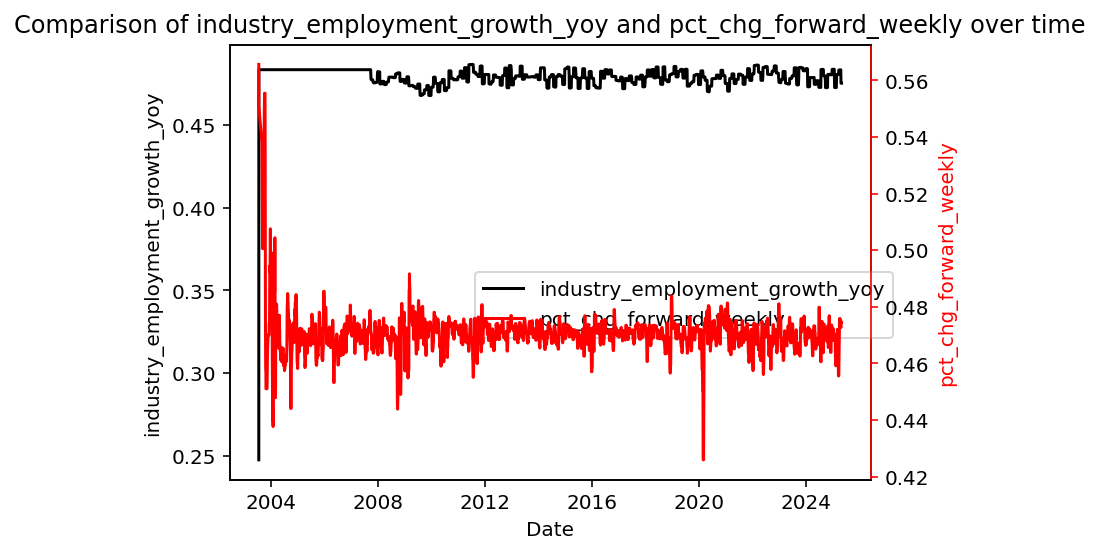 Comparison of industry_employment_growth_yoy and pct_chg_forward_weekly over time
industry_employment_growth_yoy
0.45
0.40
0.35
0.30
0.25
0.56
0.54
0.52
0.50
0.48
0.46
0.44
0.42
pct_chg_forward_weekly
industry_employment_growth_yoy
pct_chg_forward_weekly
2004 2008 2012 2016 2020 2024
Date